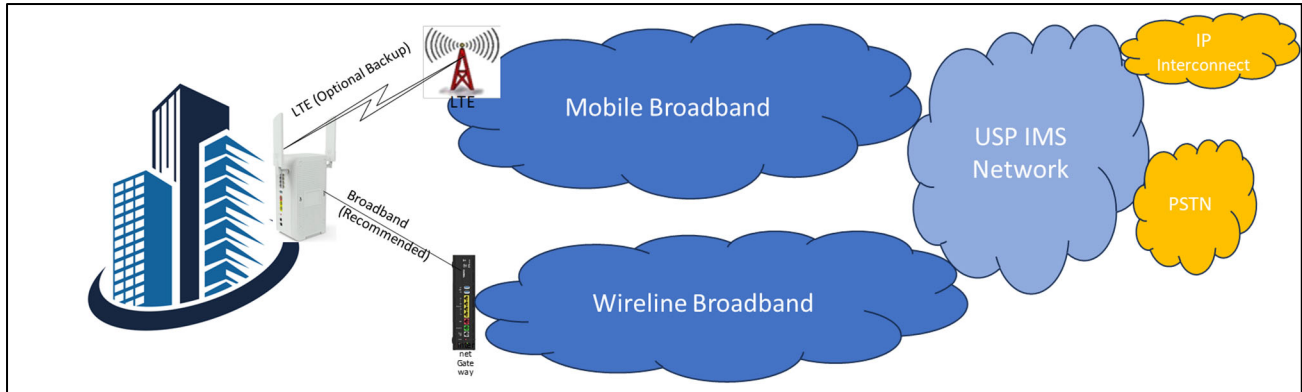 LTE (Optional Backup)
LTE
Mobile Broadband
USP IMS
Network
IP
Interconnect
PSTN
Broadband
(Recommended)
Wireline Broadband
net
Gate
way